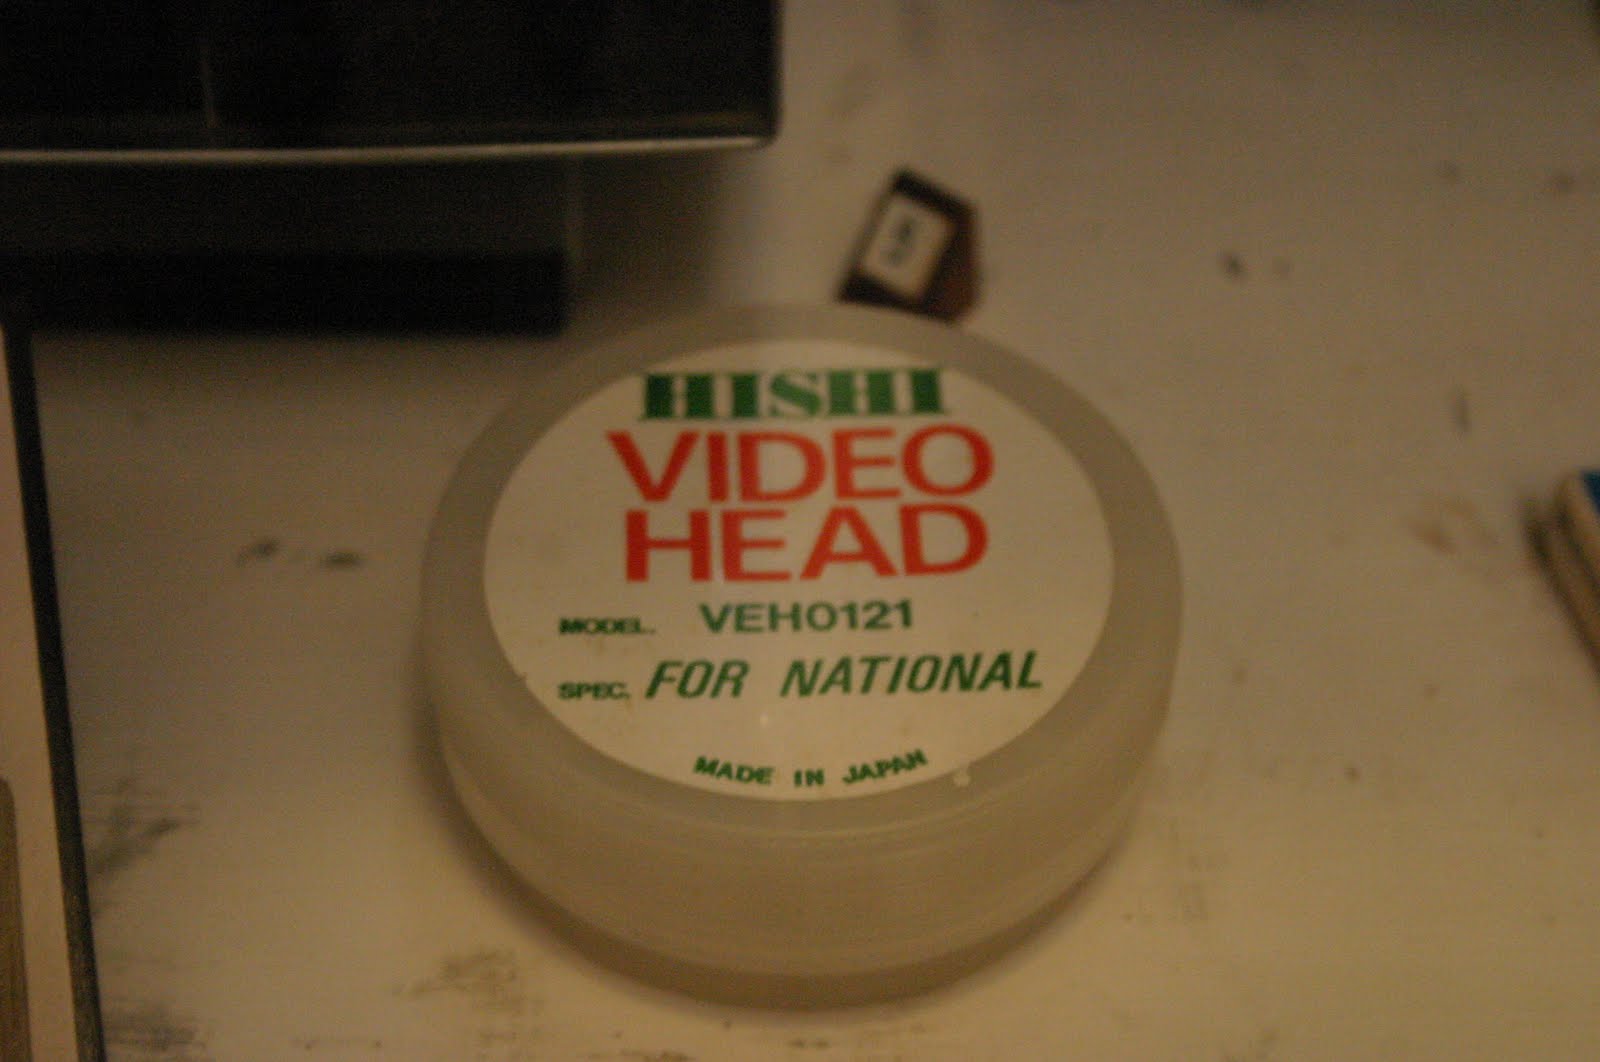 HISHI
VIDEO
HEAD
MODEL. VEH0121
SPEC. FOR NATIONAL
MADE IN JAPAN